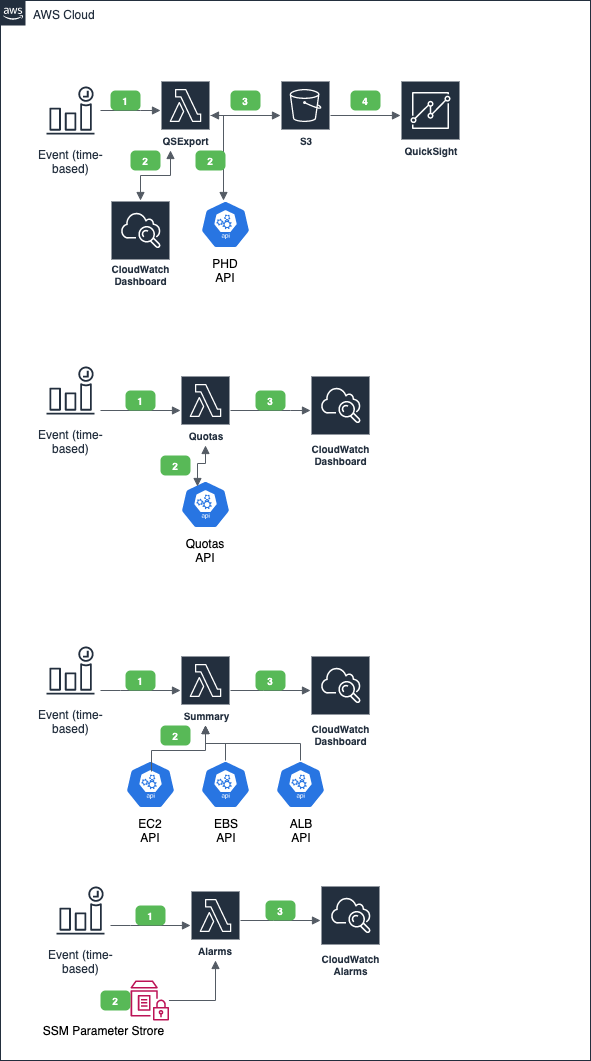 aws
AWS Cloud
1
3
4
QSExport
S3
QuickSight
Event (time-
based)
2
2
api
CloudWatch
Dashboard
PHD
API
1
3
Event (time-
based)
Quotas
CloudWatch
Dashboard
2
api
Quotas
API
1
3
Event (time-
based)
Summary
CloudWatch
Dashboard
2
api
api
api
EC2
API
EBS
API
ALB
API
1
3
Event (time-
based)
Alarms
CloudWatch
Alarms
2
SSM Parameter Strore